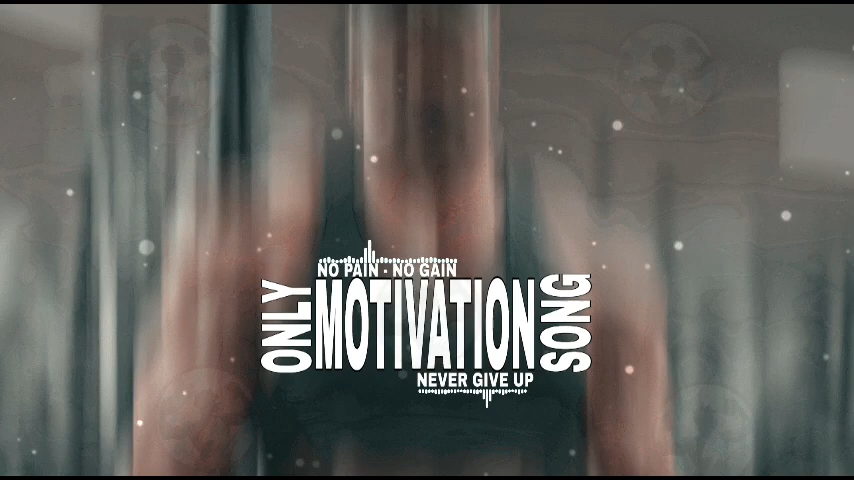 NO PAIN - NO GAIN
ONLY MOTIVATION SONG
NEVER GIVE UP